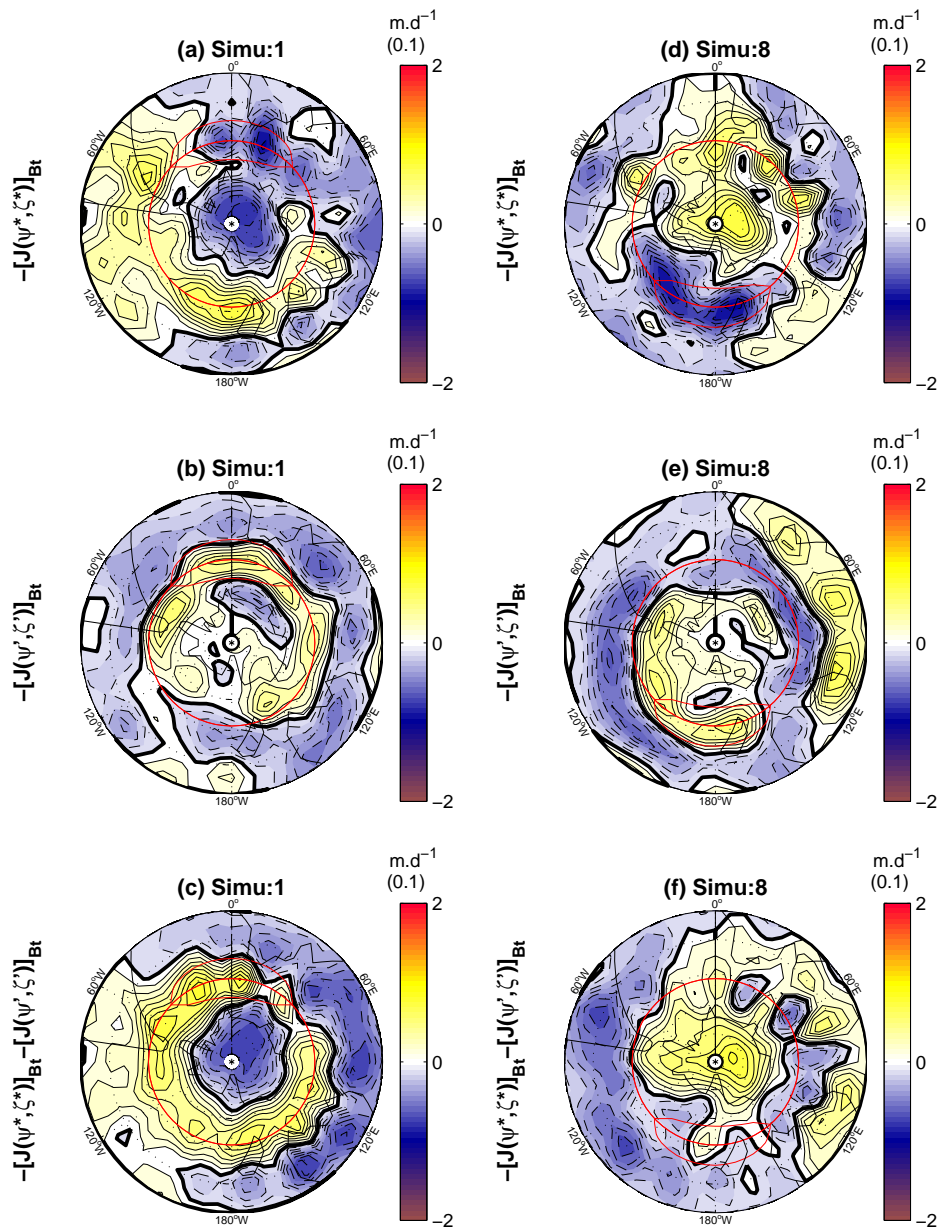 (a) Simu:1
m.d⁻¹
(0.1)
−[J(ψ*,ζ*)]Bt
0°
60°W
60°E
120°W
120°E
180°W
2
0
−2
(d) Simu:8
m.d⁻¹
(0.1)
−[J(ψ*,ζ*)]Bt
0°
60°W
60°E
120°W
120°E
180°W
2
0
−2
(b) Simu:1
m.d⁻¹
(0.1)
−[J(ψ',ζ')]Bt
0°
60°W
60°E
120°W
120°E
180°W
2
0
−2
(e) Simu:8
m.d⁻¹
(0.1)
−[J(ψ',ζ')]Bt
0°
60°W
60°E
120°W
120°E
180°W
2
0
−2
(c) Simu:1
m.d⁻¹
(0.1)
−[J(ψ*,ζ*)]Bt−[J(ψ',ζ')]Bt
0°
60°W
60°E
120°W
120°E
180°W
2
0
−2
(f) Simu:8
m.d⁻¹
(0.1)
−[J(ψ*,ζ*)]Bt−[J(ψ',ζ')]Bt
0°
60°W
60°E
120°W
120°E
180°W
2
0
−2